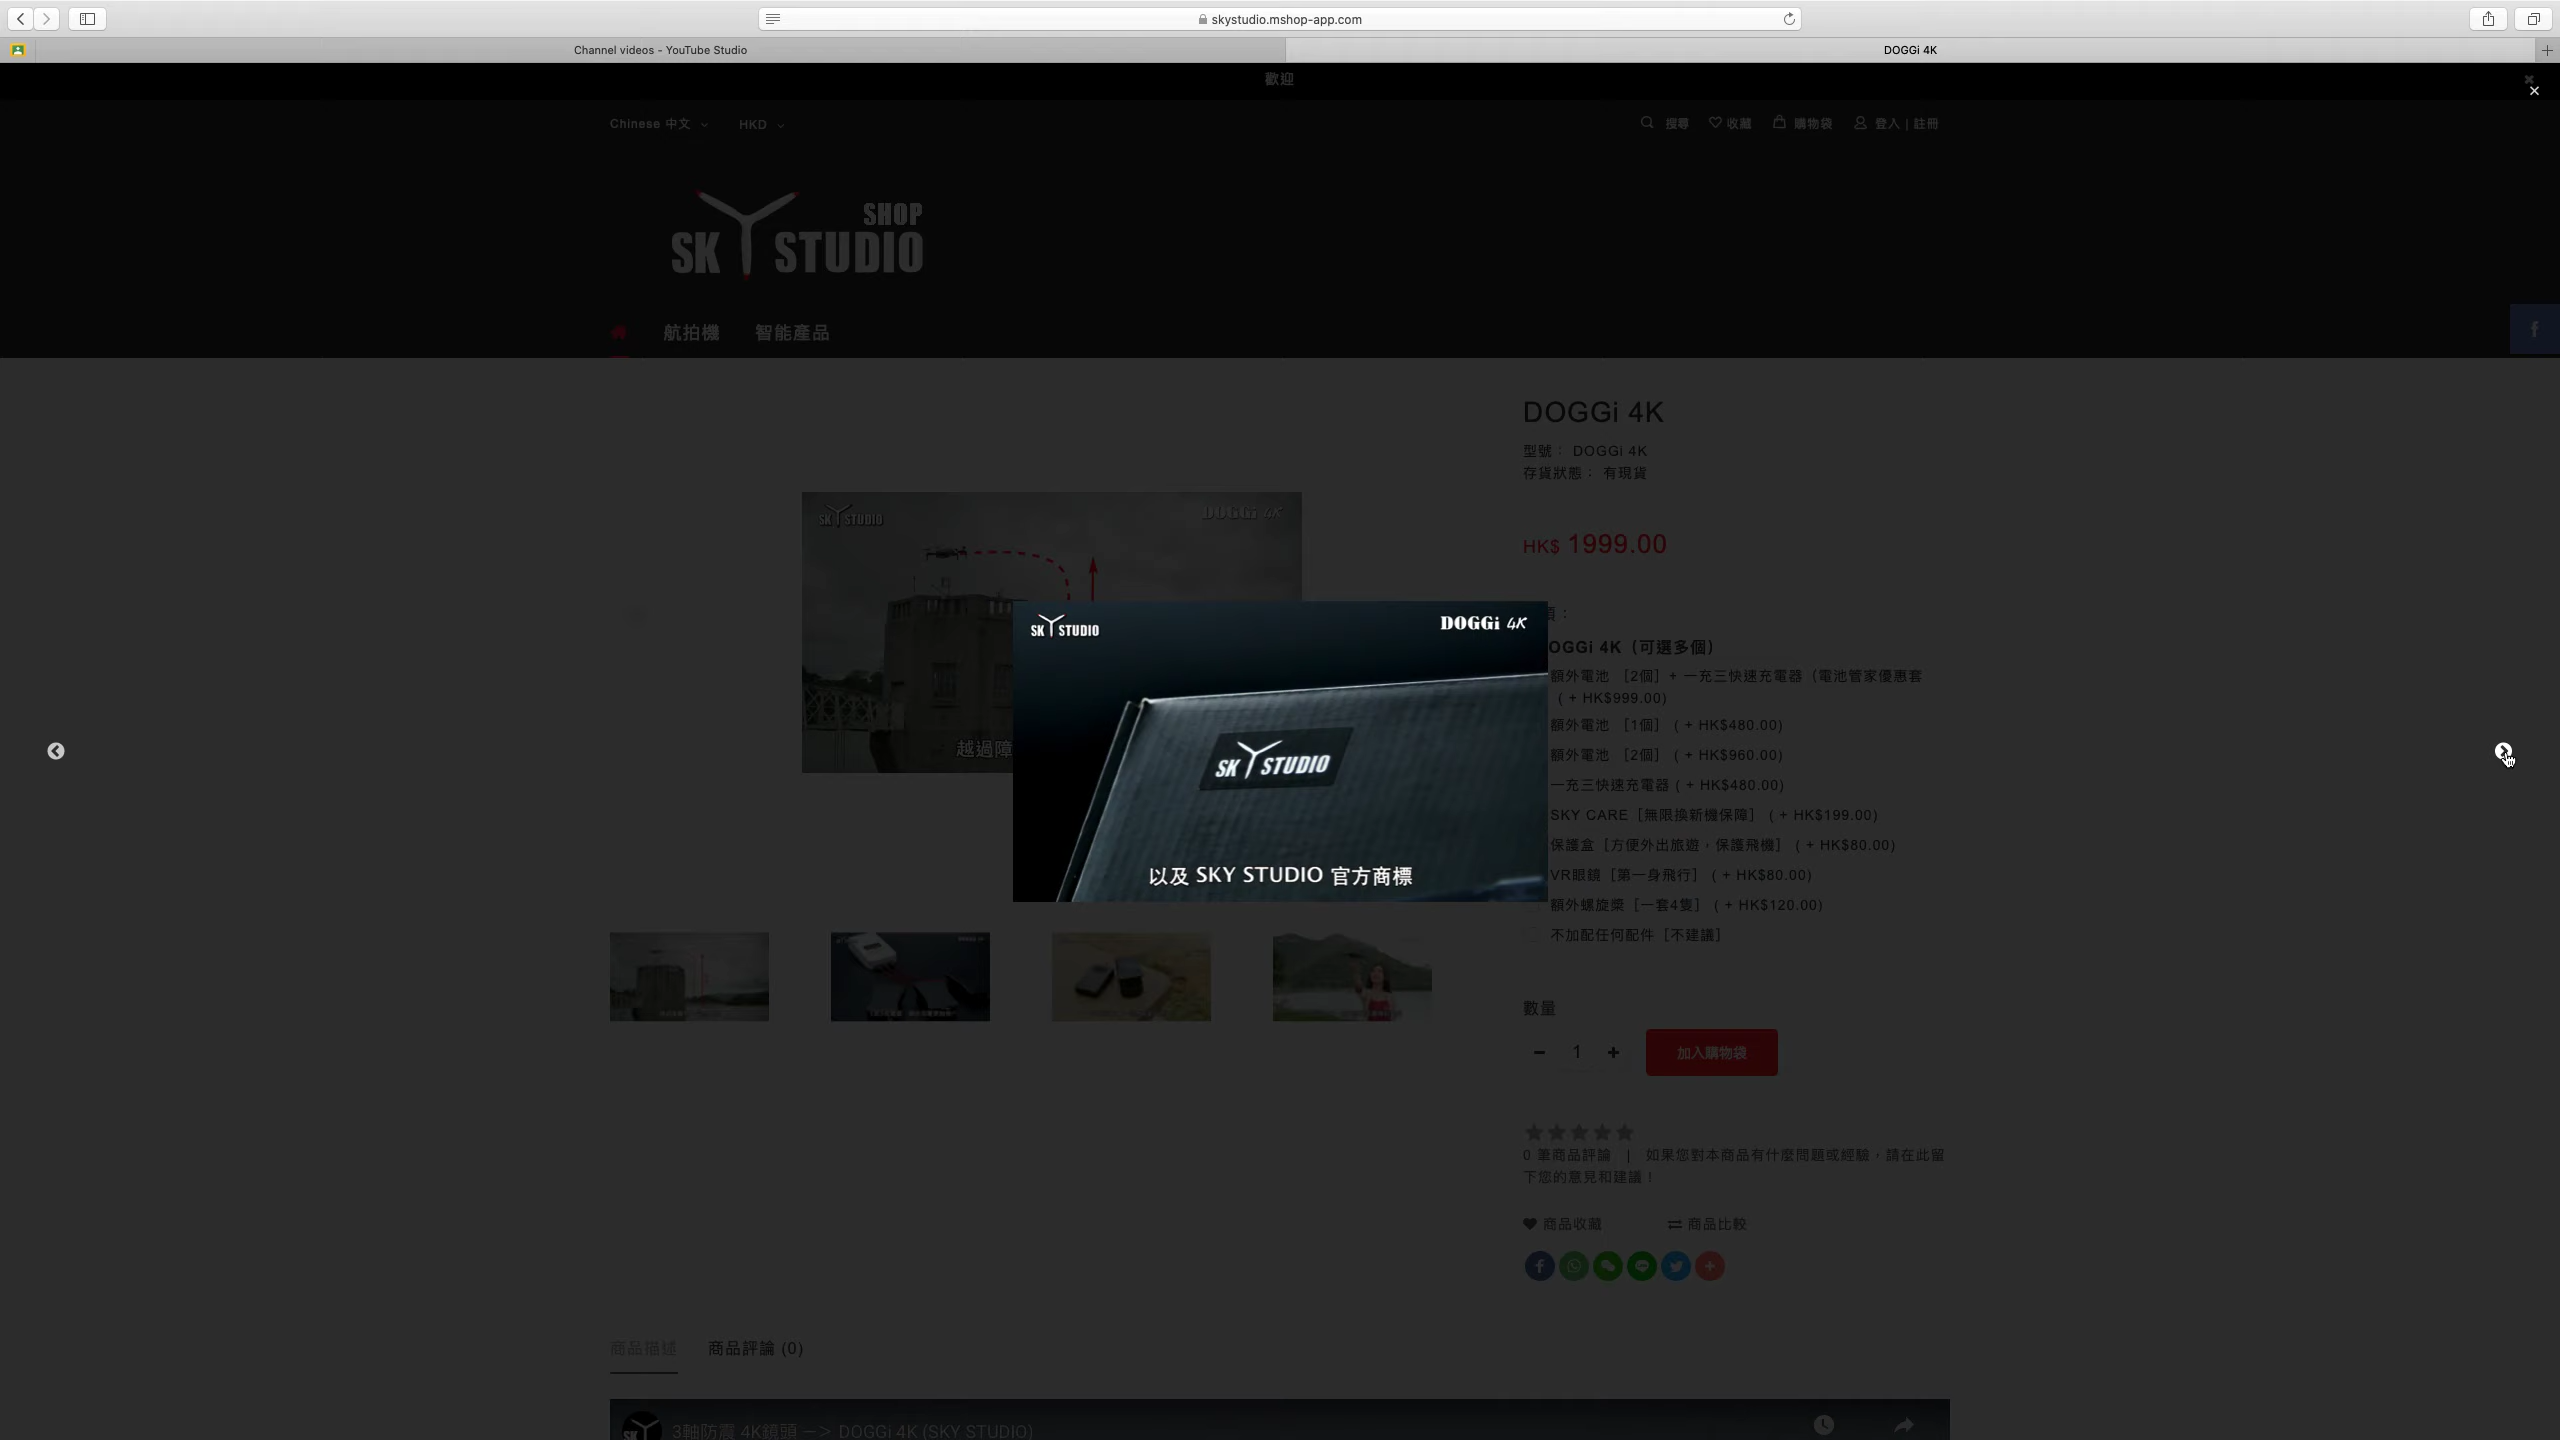 skystudio.mshop-app.com
Channel videos - YouTube Studio
DOGGi 4K
歡迎
Chinese 中文
HKD
搜尋
收藏
購物袋
登入 | 註冊
SHOP
SKY STUDIO
航拍機
智能產品
DOGGi 4K
型號： DOGGi 4K
存貨狀態： 有現貨
HK$ 1999.00
SKY STUDIO
DOGGi 4K
越過障
SKY STUDIO
DOGGi 4K
SKY STUDIO
以及 SKY STUDIO 官方商標
OGGi 4K（可選多個）
額外電池 ［2個］+ 一充三快速充電器（電池管家優惠套
( + HK$999.00)
額外電池 ［1個］ ( + HK$480.00)
額外電池 ［2個］ ( + HK$960.00)
一充三快速充電器 ( + HK$480.00)
SKY CARE［無限換新機保障］ ( + HK$199.00)
保護盒［方便外出旅遊，保護飛機］ ( + HK$80.00)
VR眼鏡［第一身飛行］ ( + HK$80.00)
額外螺旋槳［一套4隻］ ( + HK$120.00)
不加配任何配件［不建議］
數量
1
加入購物袋
0 筆商品評論 | 如果您對本商品有什麼問題或經驗，請在此留
下您的意見和建議！
商品收藏
商品比較
商品描述
商品評論 (0)
3軸防震 4K鏡頭 —> DOGGi 4K (SKY STUDIO)